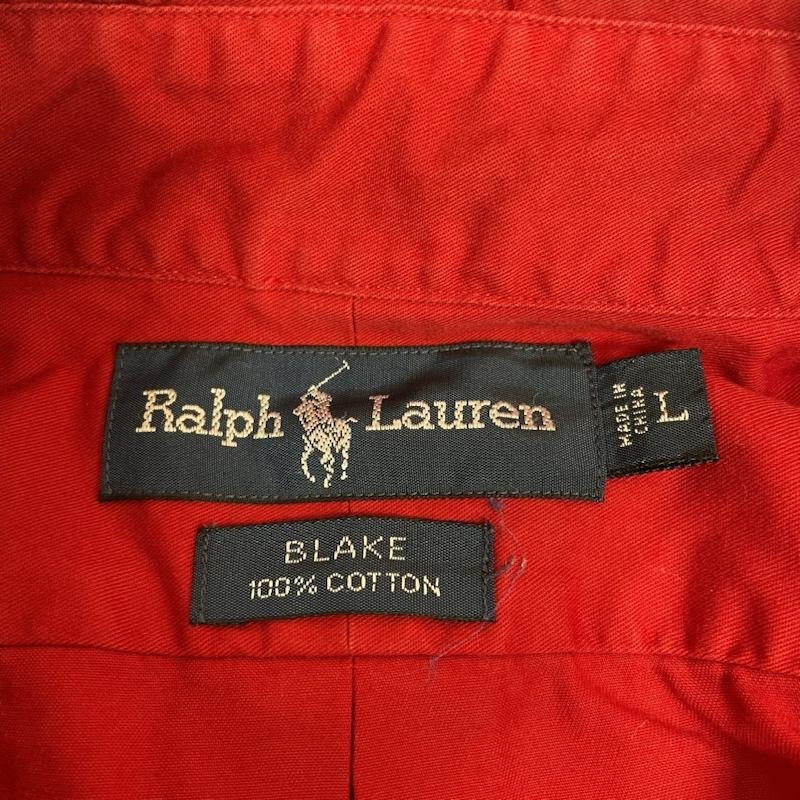 Ralph Lauren
MADE IN
CHINA
L
BLAKE
100% COTTON